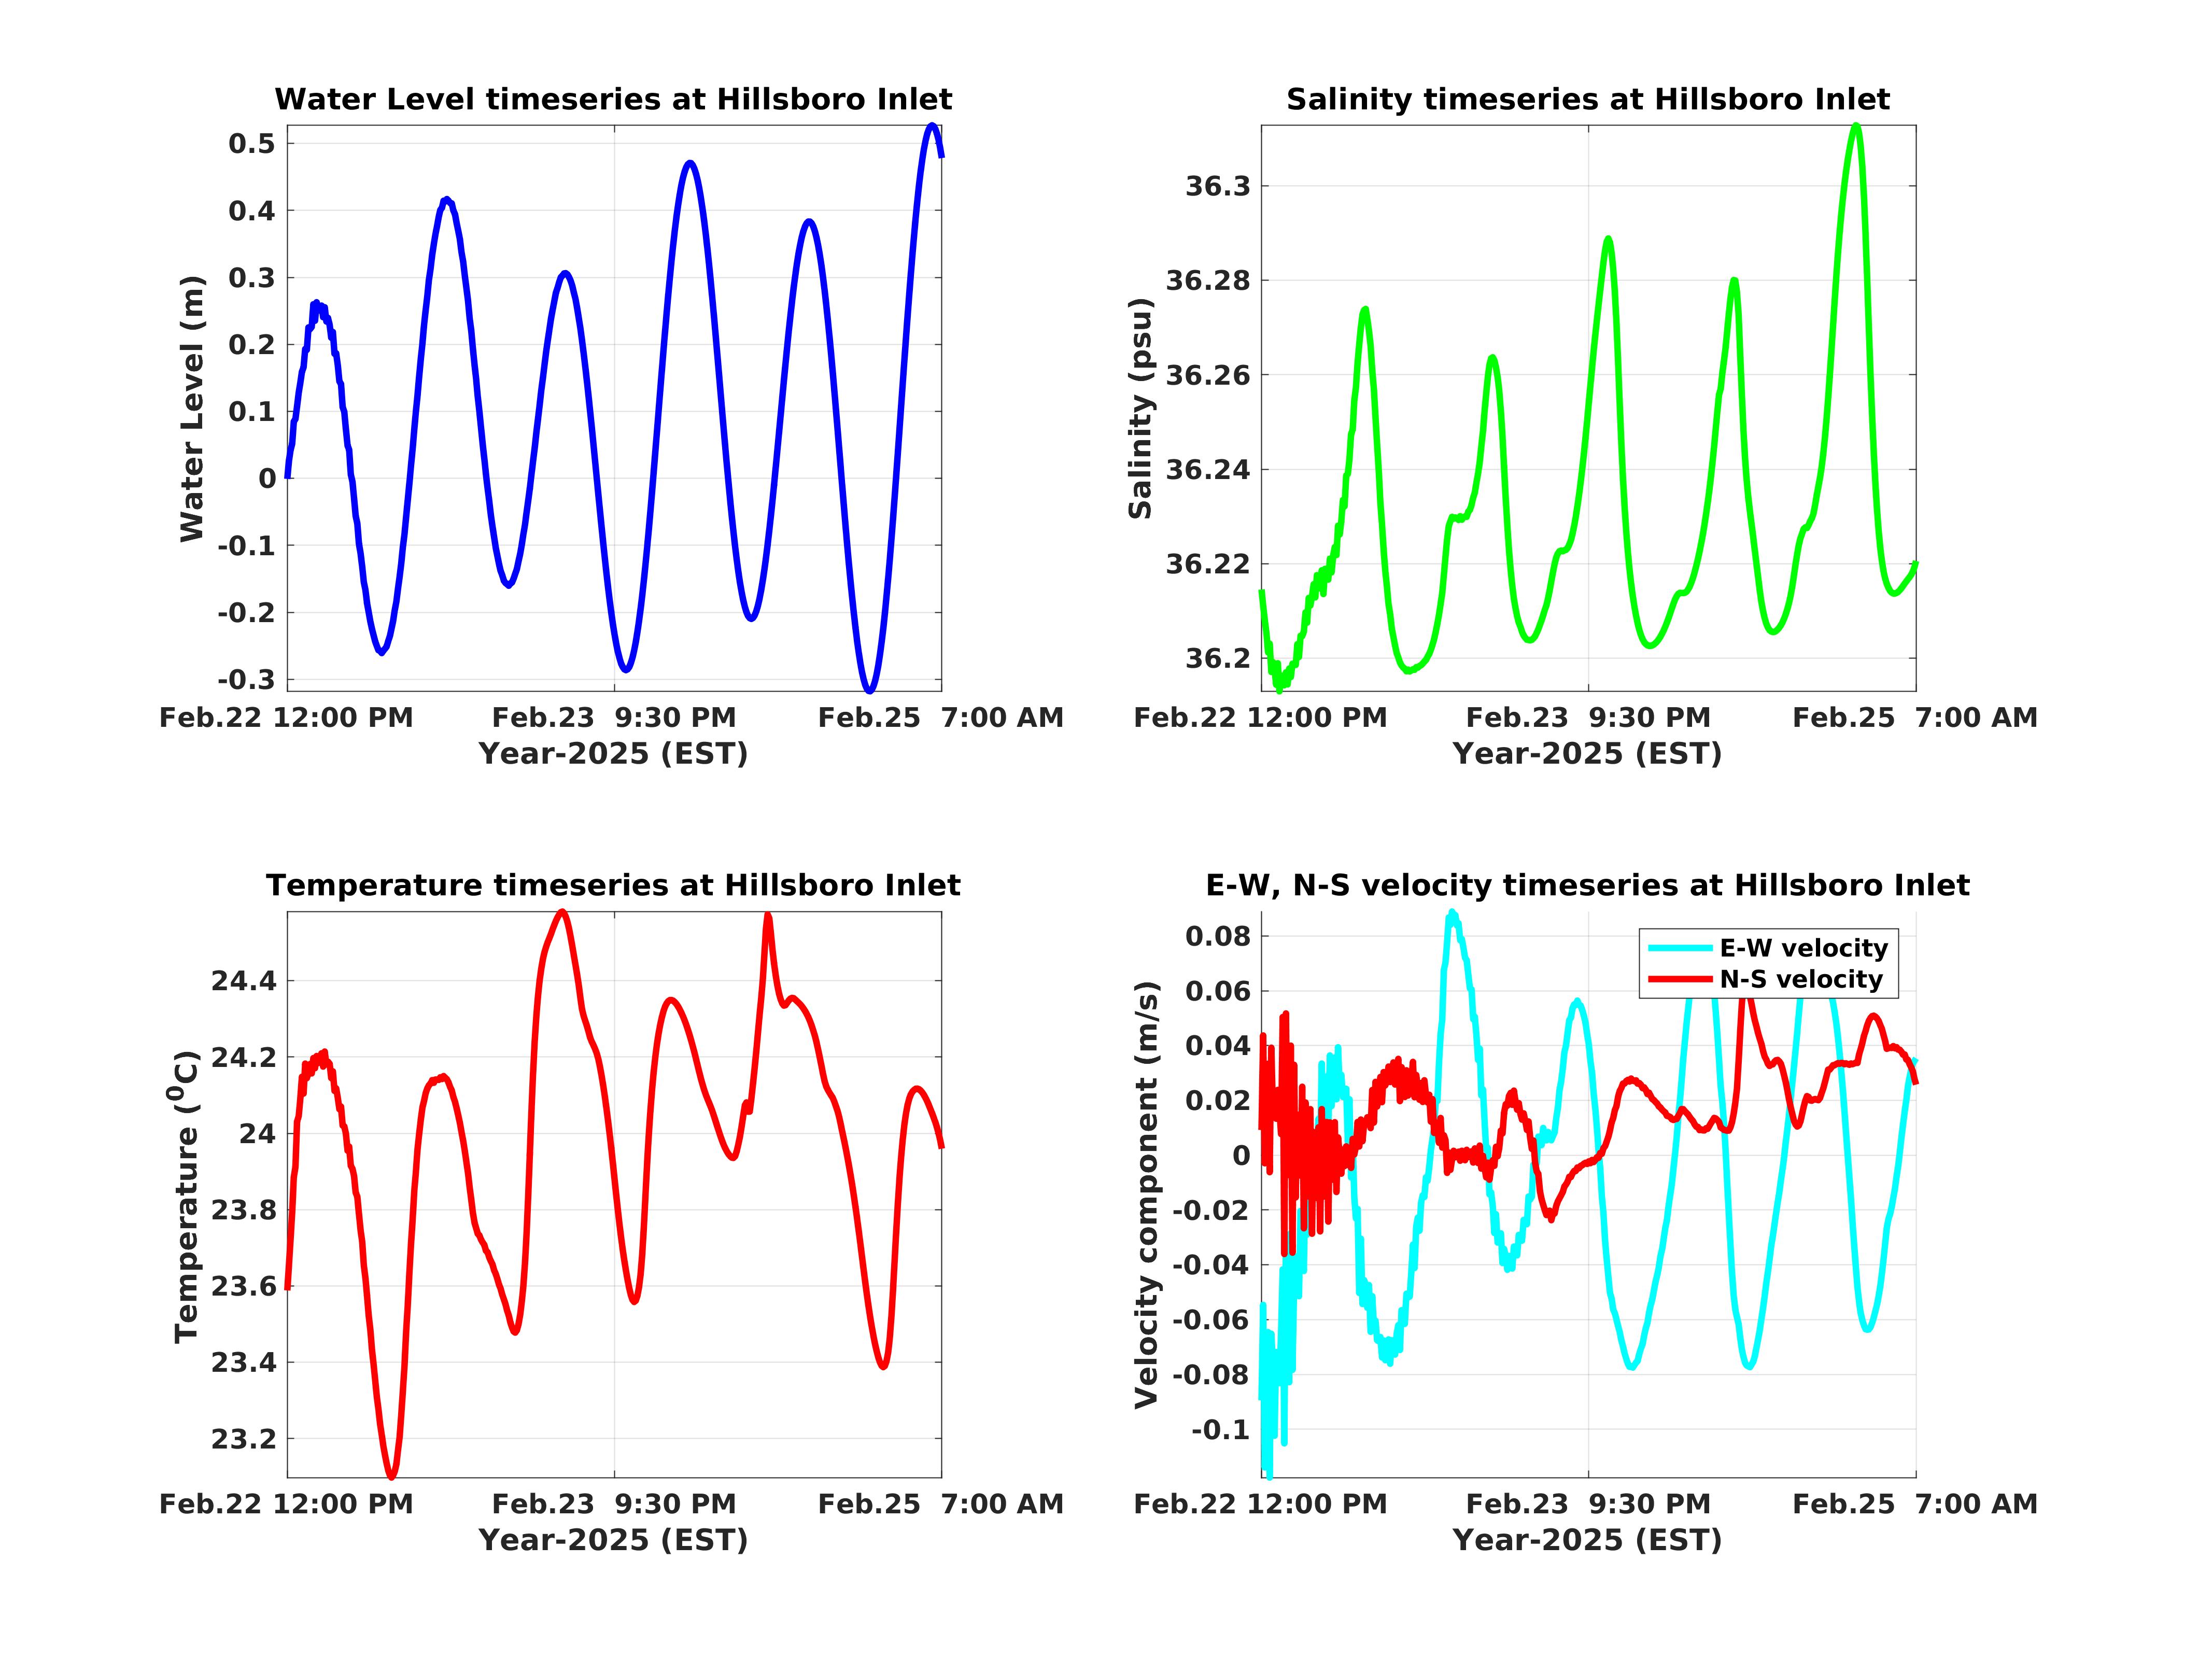 Water Level timeseries at Hillsboro Inlet
0.5
0.4
0.3
0.2
0.1
0
-0.1
-0.2
-0.3
Water Level (m)
Feb.22 12:00 PM Feb.23 9:30 PM Feb.25 7:00 AM
Year-2025 (EST)
Salinity timeseries at Hillsboro Inlet
36.3
36.28
36.26
36.24
36.22
36.2
Salinity (psu)
Feb.22 12:00 PM Feb.23 9:30 PM Feb.25 7:00 AM
Year-2025 (EST)
Temperature timeseries at Hillsboro Inlet
24.4
24.2
24
23.8
23.6
23.4
23.2
Temperature (⁰C)
Feb.22 12:00 PM Feb.23 9:30 PM Feb.25 7:00 AM
Year-2025 (EST)
E-W, N-S velocity timeseries at Hillsboro Inlet
E-W velocity
N-S velocity
0.08
0.06
0.04
0.02
0
-0.02
-0.04
-0.06
-0.08
-0.1
Velocity component (m/s)
Feb.22 12:00 PM Feb.23 9:30 PM Feb.25 7:00 AM
Year-2025 (EST)